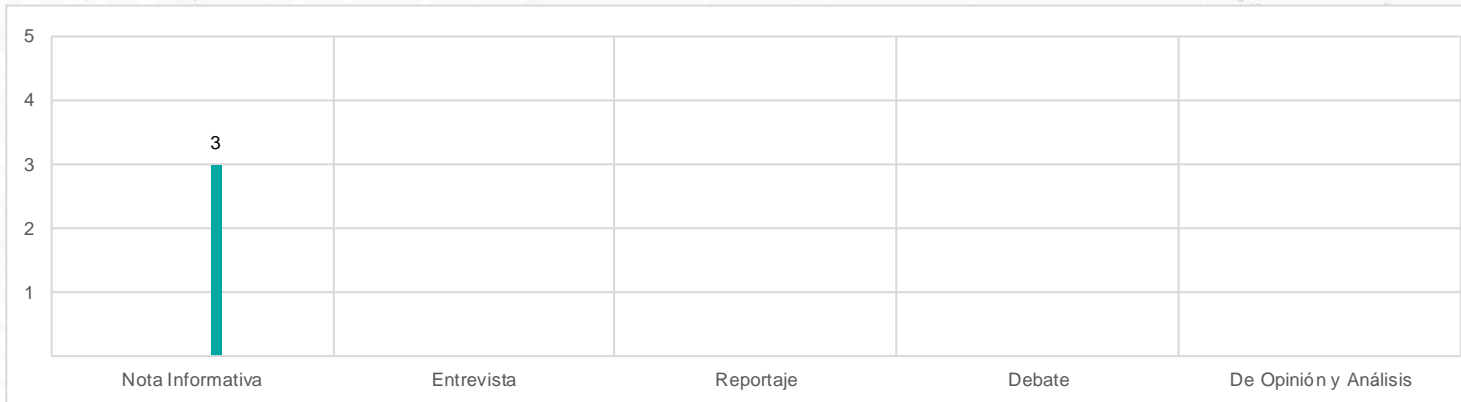 5
4
3
3
2
1
Nota Informativa
Entrevista
Reportaje
Debate
De Opinión y Análisis